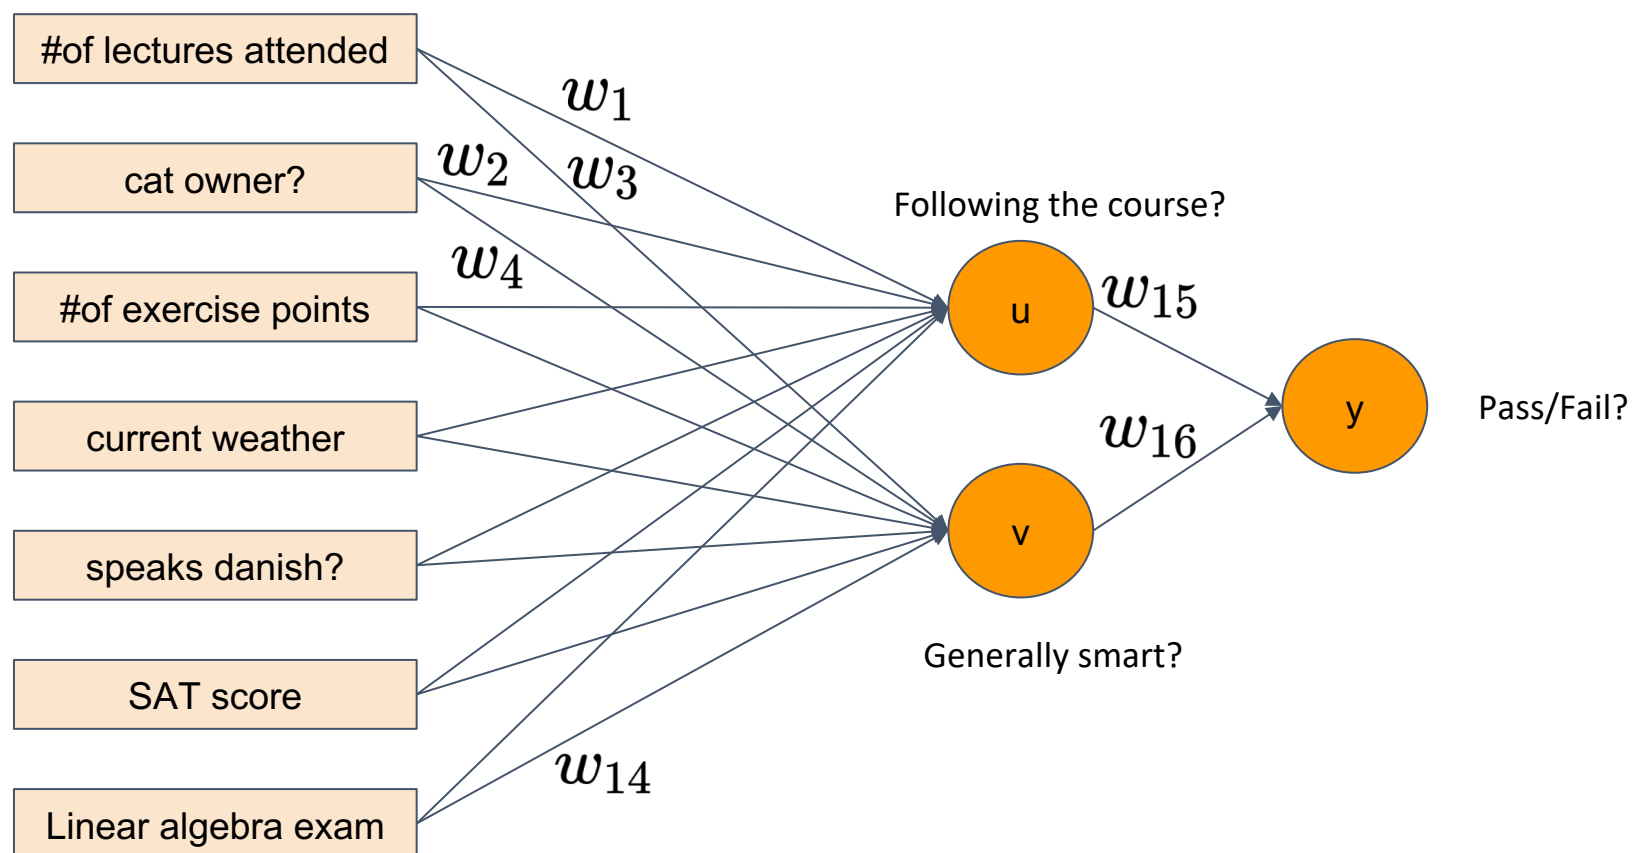 #of lectures attended
w1
cat owner?
w2
w3
Following the course?
w4
#of exercise points
u
w15
current weather
y
Pass/Fail?
w16
speaks danish?
v
Generally smart?
SAT score
w14
Linear algebra exam